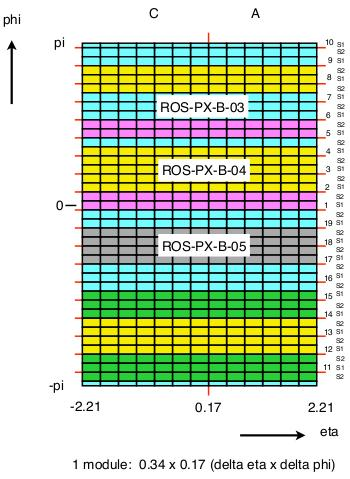 phi
C A
pi
10 S1
S2
9 S1
S2
8 S1
S2
7 S1
ROS-PX-B-03
S2
6 S1
S2
5 S1
S2
4 S1
S2
ROS-PX-B-04
3 S1
S2
2 S1
S2
0
1 S1
S2
19 S1
S2
ROS-PX-B-05
18 S1
S2
17 S1
S2
16 S1
S2
15 S1
S2
14 S1
S2
13 S1
S2
12 S1
S2
11 S1
S2
-pi
-2.21 0.17 2.21
eta
1 module: 0.34 x 0.17 (delta eta x delta phi)